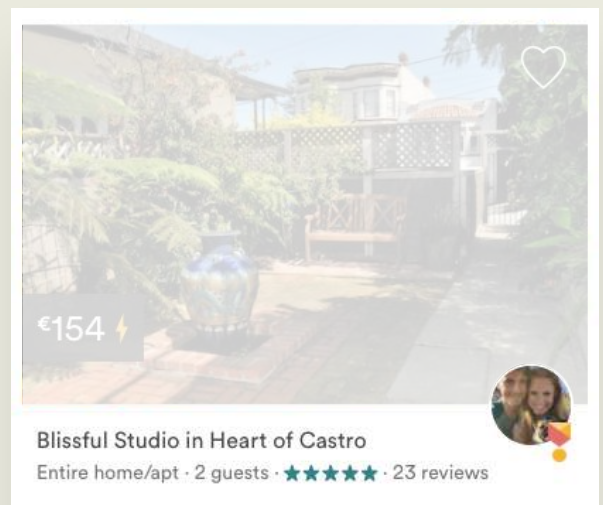 €154
Blissful Studio in Heart of Castro
Entire home/apt · 2 guests · ★★★★★ · 23 reviews